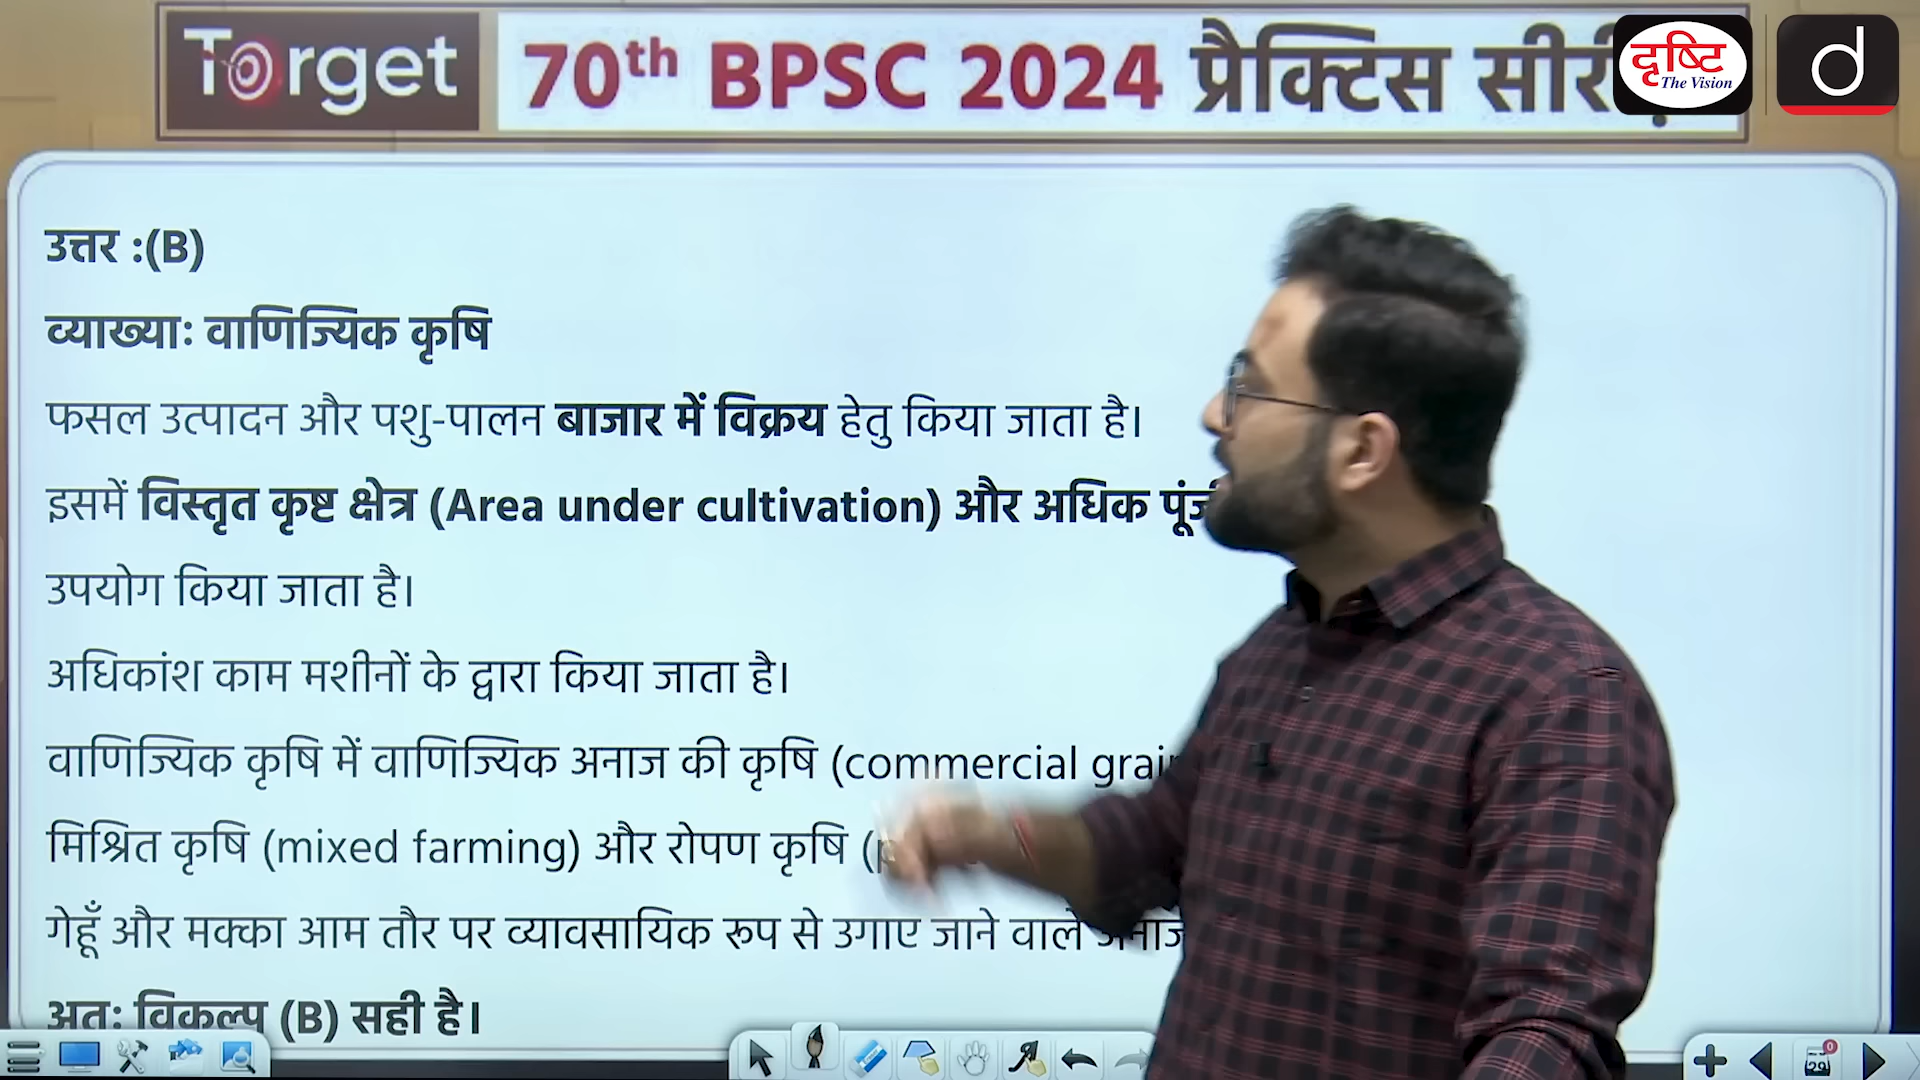 Target
70th BPSC 2024 प्रैक्टिस
दृष्टि
The Vision
d
उत्तर :(B)
व्याख्याः वाणिज्यिक कृषि
फसल उत्पादन और पशु-पालन बाजार में विक्रय हेतु किया जाता है।
इसमें विस्तृत कृष्ट क्षेत्र (Area under cultivation) और अधिक
उपयोग किया जाता है।
अधिकांश काम मशीनों के द्वारा किया जाता है।
वाणिज्यिक कृषि में वाणिज्यिक अनाज की कृषि (commercial
मिश्रित कृषि (mixed farming) और रोपण कृषि
गेहूँ और मक्का आम तौर पर व्यावसायिक रूप से उगाए जाने वाले
अतः विकल्प (B) सही है।
0
29